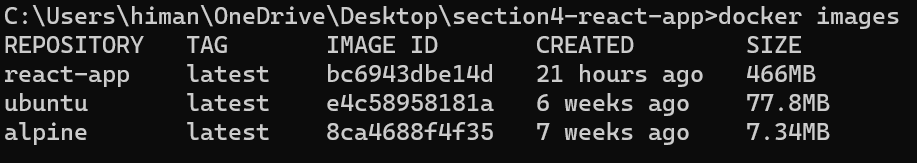 C:\Users\himan\OneDrive\Desktop\section4-react-app>docker images
REPOSITORY TAG IMAGE ID CREATED SIZE
react-app latest bc6943dbe14d 21 hours ago 466MB
ubuntu latest e4c58958181a 6 weeks ago 77.8MB
alpine latest 8ca4688f4f35 7 weeks ago 7.34MB